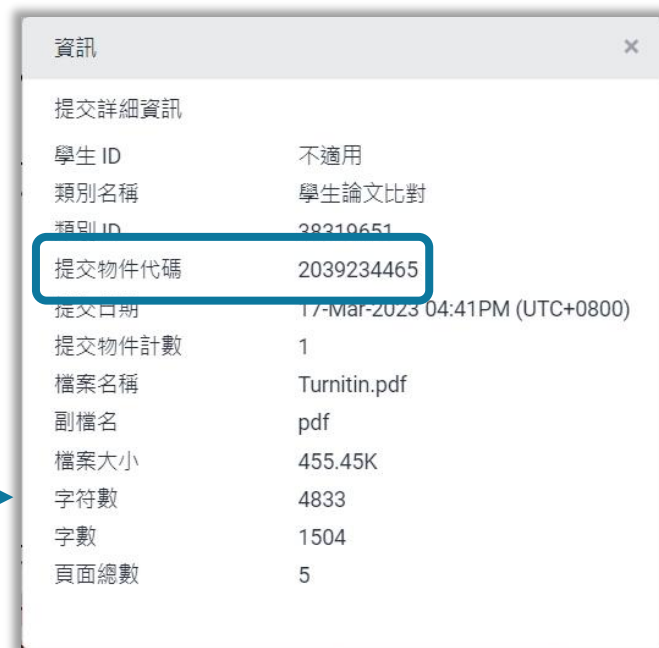 資訊 ×
提交詳細資訊
學生 ID 不適用
類別名稱 學生論文比對
類別 ID 38319651
提交物件代碼 2039234465
提交日期 17-Mar-2023 04:41PM (UTC+0800)
提交物件計數 1
檔案名稱 Turnitin.pdf
副檔名 pdf
檔案大小 455.45K
字符數 4833
字數 1504
頁面總數 5